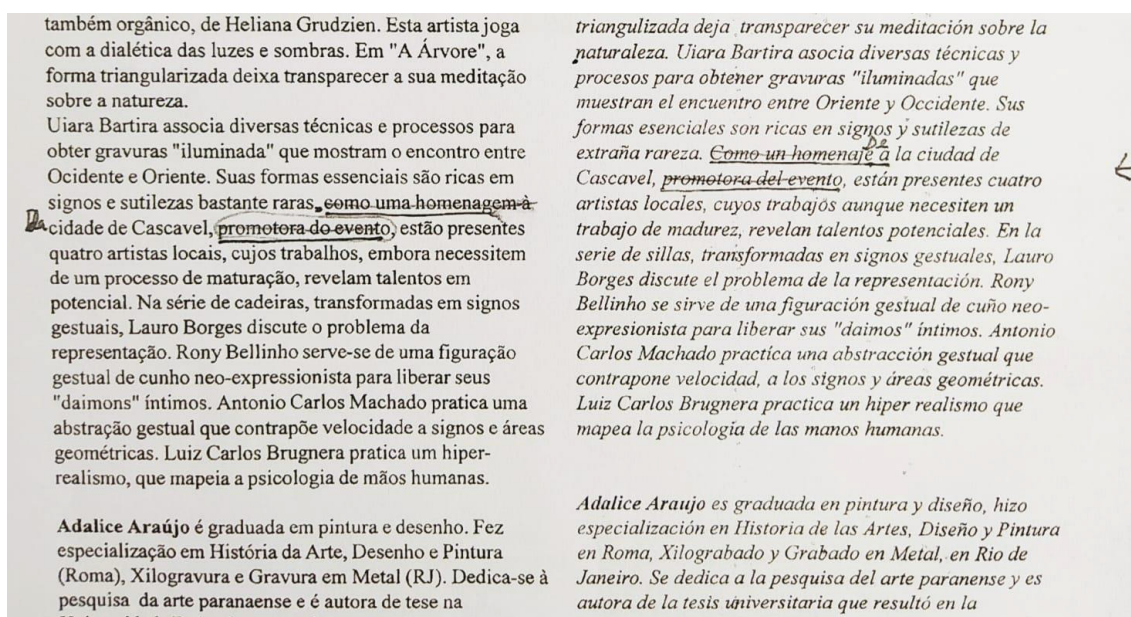 também orgânico, de Heliana Grudzien. Esta artista joga
com a dialética das luzes e sombras. Em "A Árvore", a
forma triangularizada deixa transparecer a sua meditação
sobre a natureza.
Uiara Bartira associa diversas técnicas e processos para
obter gravuras "iluminada" que mostram o encontro entre
Ocidente e Oriente. Suas formas essenciais são ricas em
signos e sutilezas bastante raras, como uma homenagem à
Da cidade de Cascavel, promotora do evento, estão presentes
quatro artistas locais, cujos trabalhos, embora necessitem
de um processo de maturação, revelam talentos em
potencial. Na série de cadeiras, transformadas em signos
gestuais, Lauro Borges discute o problema da
representação. Rony Bellinho serve-se de uma figuração
gestual de cunho neo-expressionista para liberar seus
"daimons" íntimos. Antonio Carlos Machado pratica uma
abstração gestual que contrapõe velocidade a signos e áreas
geométricas. Luiz Carlos Brugnera pratica um hiper-
realismo, que mapeia a psicologia de mãos humanas.
Adalice Araújo é graduada em pintura e desenho. Fez
especialização em História da Arte, Desenho e Pintura
(Roma), Xilogravura e Gravura em Metal (RJ). Dedica-se à
pesquisa da arte paranaense e é autora de tese na
triangulizada deja transparecer su meditación sobre la
naturaleza. Uiara Bartira asocia diversas técnicas y
procesos para obtener gravuras "iluminadas" que
muestran el encuentro entre Oriente y Occidente. Sus
formas esenciales son ricas en signos y sutilezas de
De
extraña rareza. Como un homenaje a la ciudad de
Cascavel, promotora del evento, están presentes cuatro
artistas locales, cuyos trabajos aunque necesiten un
trabajo de madurez, revelan talentos potenciales. En la
serie de sillas, transformadas en signos gestuales, Lauro
Borges discute el problema de la representación. Rony
Bellinho se sirve de una figuración gestual de cuño neo-
expresionista para liberar sus "daimos" íntimos. Antonio
Carlos Machado practica una abstracción gestual que
contrapone velocidad, a los signos y áreas geométricas.
Luiz Carlos Brugnera practica un hiper realismo que
mapea la psicología de las manos humanas.
Adalice Araujo es graduada en pintura y diseño, hizo
especialización en Historia de las Artes, Diseño y Pintura
en Roma, Xilograbado y Grabado en Metal, en Rio de
Janeiro. Se dedica a la pesquisa del arte paranense y es
autora de la tesis universitaria que resultó en la